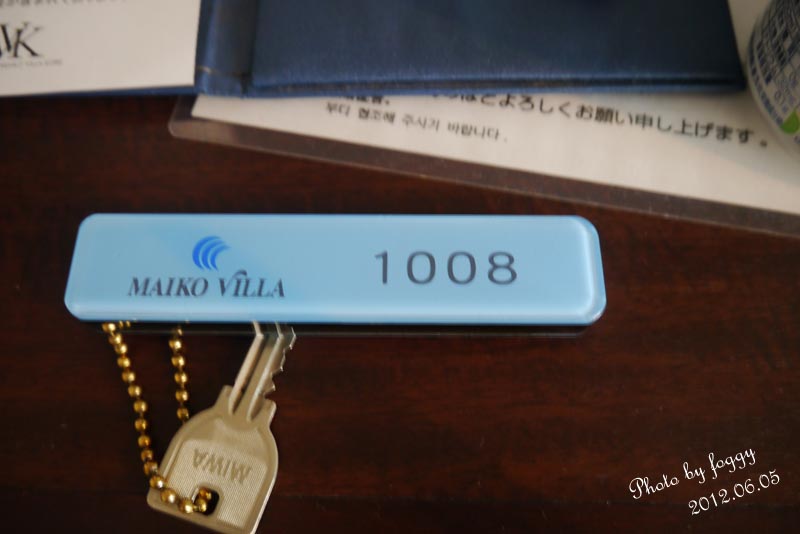 ほどよろしくお願い申し上げます。
부디 협조해 주시기 바랍니다.
MAIKO VILLA
1008
MIWA
Photo by foggy
2012.06.05